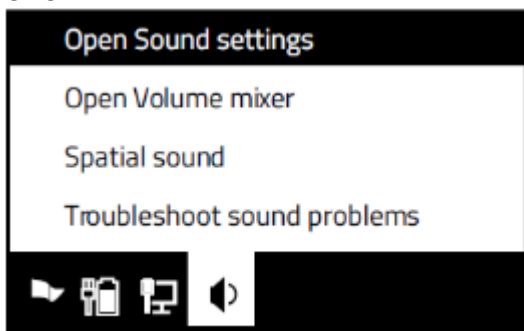 Open Sound settings
Open Volume mixer
Spatial sound
Troubleshoot sound problems